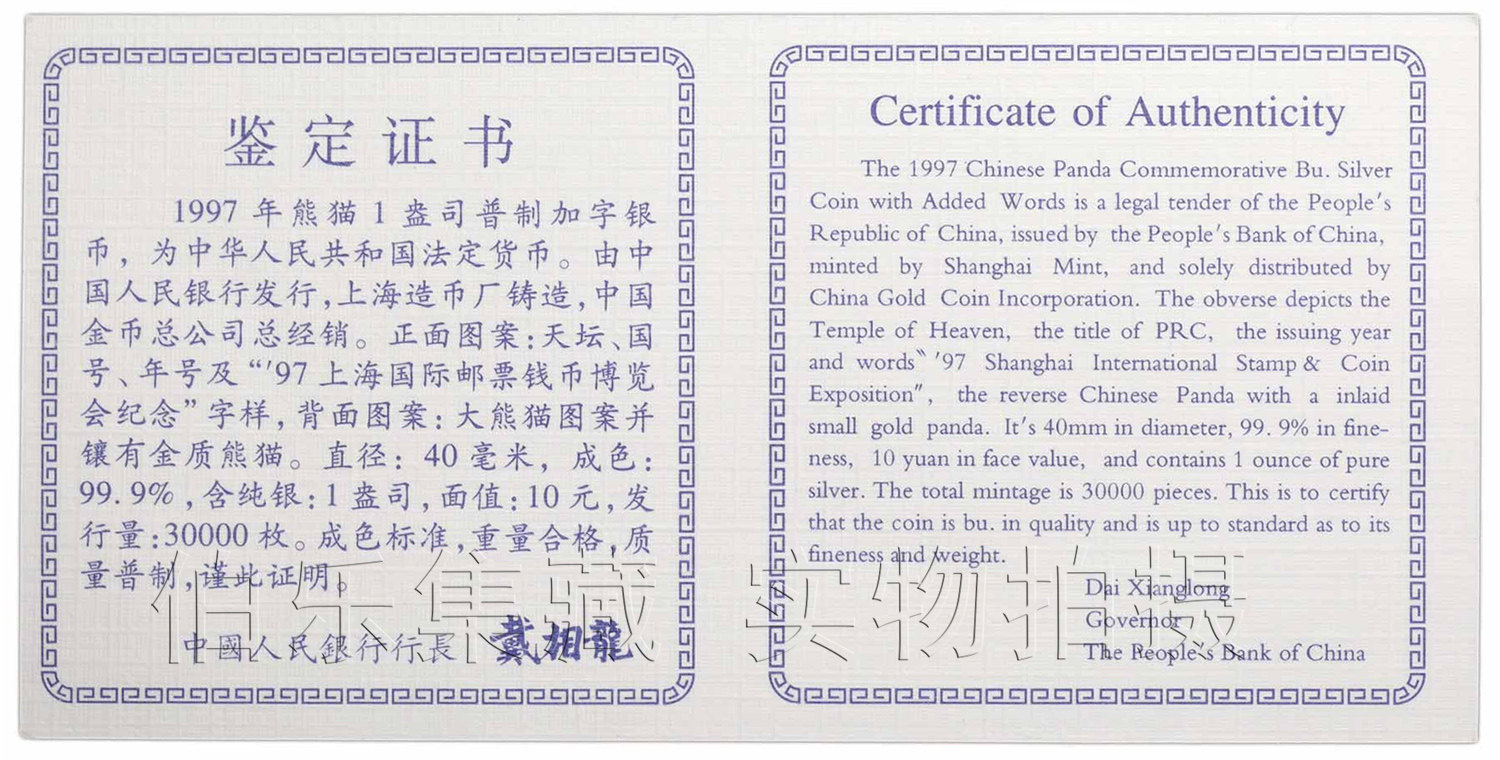 鉴定证书
1997 年熊猫 1 盎司普制加字银
币，为中华人民共和国法定货币。由中
国人民银行发行，上海造币厂铸造，中国
金币总公司总经销。正面图案：天坛、国
号、年号及“'97 上海国际邮票钱币博览
会纪念”字样，背面图案：大熊猫图案并
镶有金质熊猫。直径：40 毫米，成色：
99.9%，含纯银：1 盎司，面值：10 元，发
行量：30000 枚。成色标准，重量合格，质
量普制，谨此证明。
中國人民銀行行長 戴相龍
Certificate of Authenticity
The 1997 Chinese Panda Commemorative Bu. Silver
Coin with Added Words is a legal tender of the People's
Republic of China, issued by the People's Bank of China,
minted by Shanghai Mint, and solely distributed by
China Gold Coin Incorporation. The obverse depicts the
Temple of Heaven, the title of PRC, the issuing year
and words〝'97 Shanghai International Stamp & Coin
Exposition〞, the reverse Chinese Panda with a inlaid
small gold panda. It's 40mm in diameter, 99.9% in fine-
ness, 10 yuan in face value, and contains 1 ounce of pure
silver. The total mintage is 30000 pieces. This is to certify
that the coin is bu. in quality and is up to standard as to its
fineness and weight.
Dai Xianglong
Governor
The People's Bank of China
伯乐集藏 实物拍摄